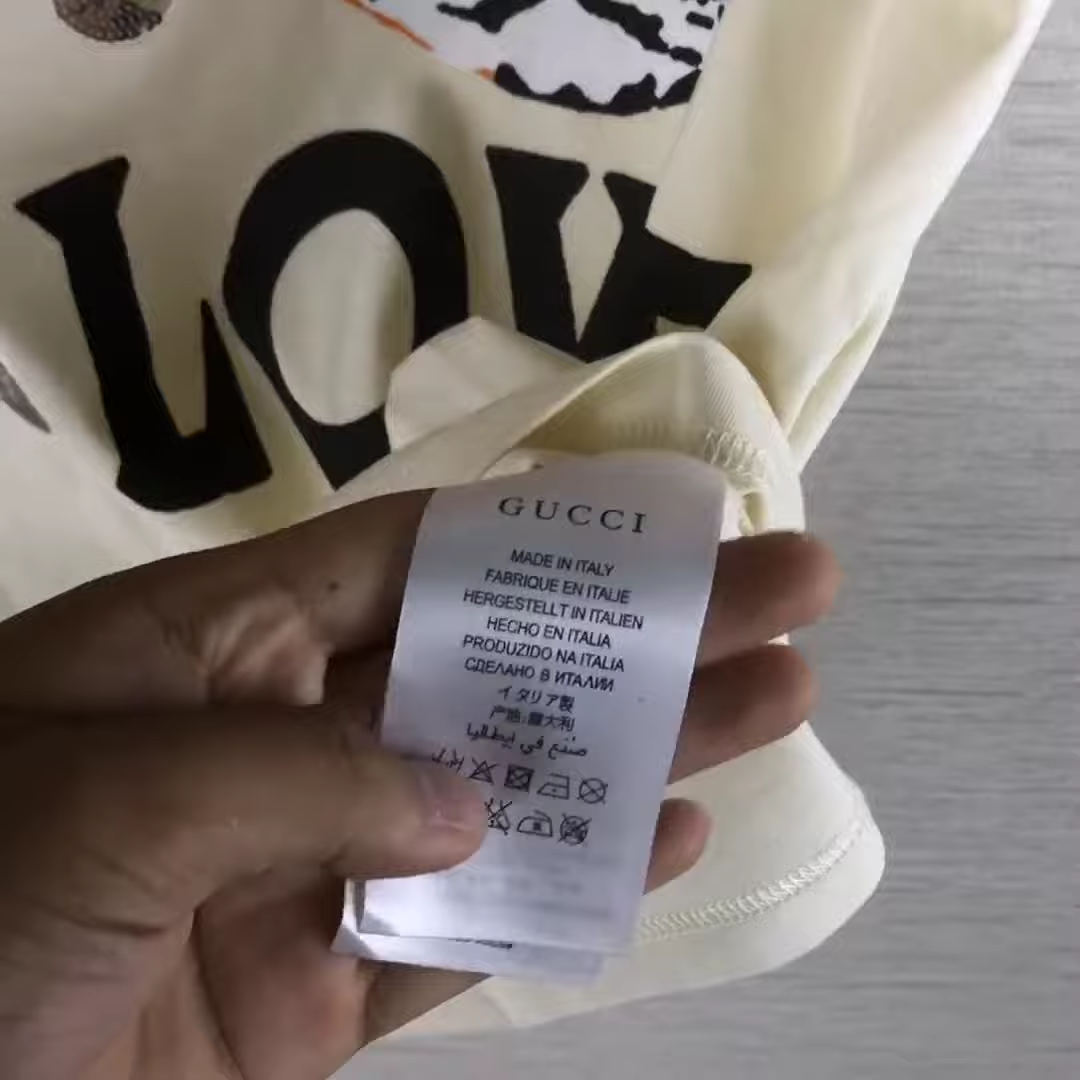 LOV
GUCCI
MADE IN ITALY
FABRIQUE EN ITALIE
HERGESTELLT IN ITALIEN
HECHO EN ITALIA
PRODUZIDO NA ITALIA
СДЕЛАНО В ИТАЛИИ
イタリア製
产地:意大利
صنع في إيطاليا